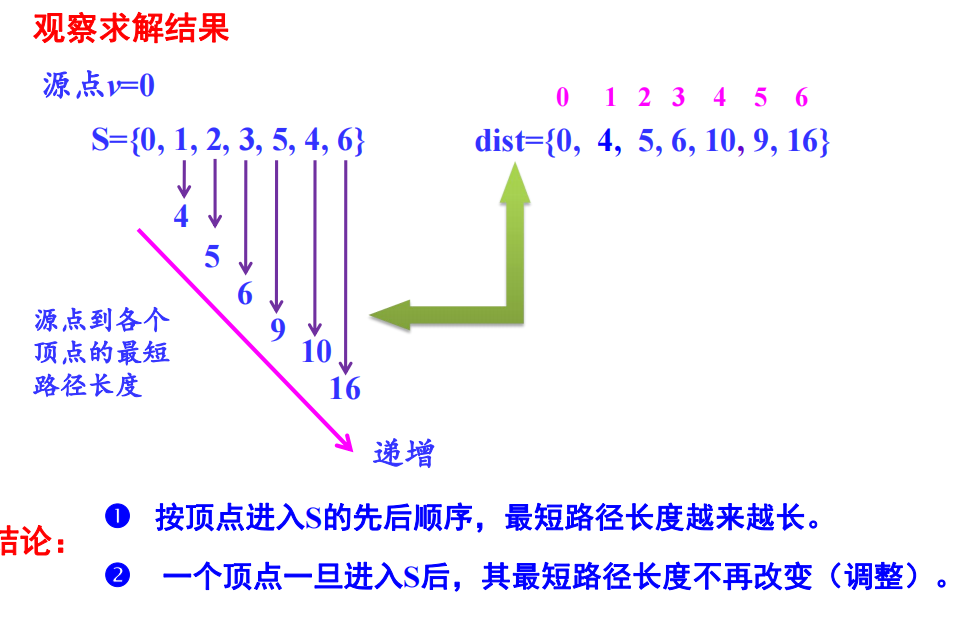 观察求解结果
源点v=0
0 1 2 3 4 5 6
S={0, 1, 2, 3, 5, 4, 6}
dist={0, 4, 5, 6, 10, 9, 16}
4
5
6
9
10
16
源点到各个
顶点的最短
路径长度
递增
结论：
❶ 按顶点进入S的先后顺序，最短路径长度越来越长。
❷ 一个顶点一旦进入S后，其最短路径长度不再改变（调整）。